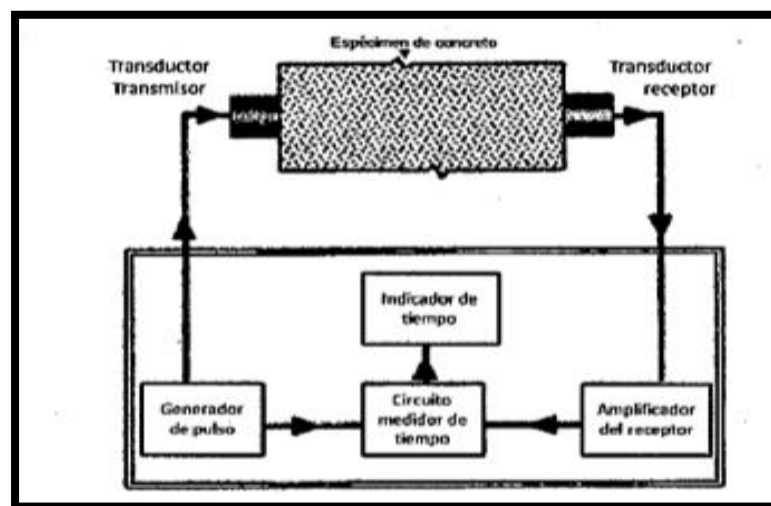 Espécimen de concreto
Transductor
Transmisor
Transductor
receptor
Indicador de
tiempo
Generador
de pulso
Circuito
medidor de
tiempo
Amplificador
del receptor